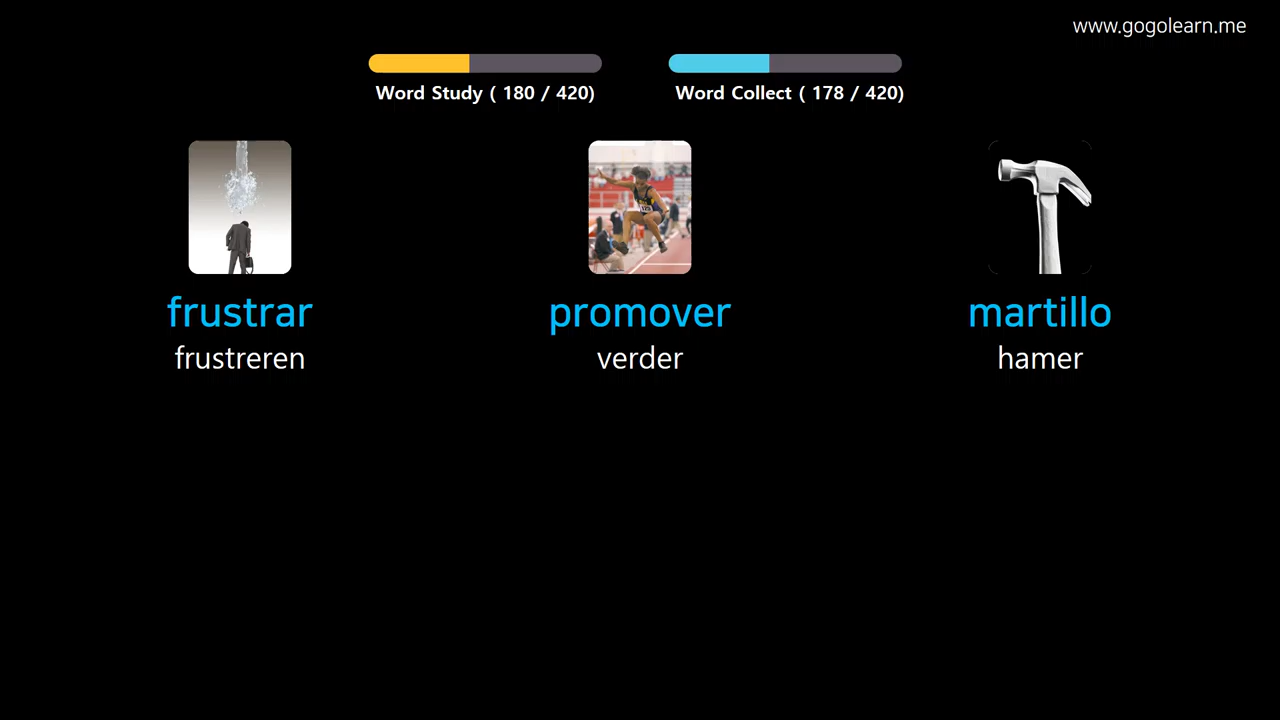 www.gogolearn.me
Word Study ( 180 / 420)
Word Collect ( 178 / 420)
frustrar
promover
martillo
frustreren
verder
hamer